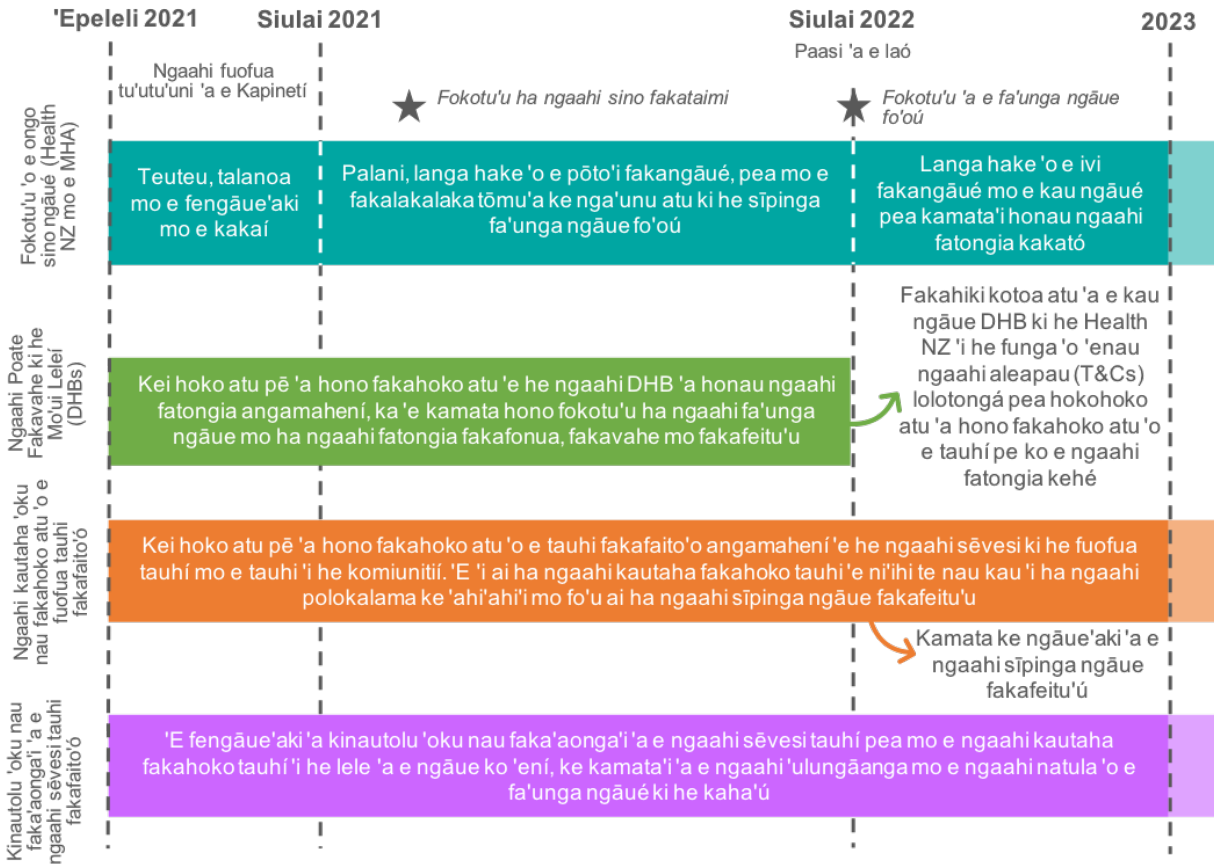 'Epeleli 2021
Siulai 2021
Siulai 2022
2023
Paasi 'a e laó
Ngaahi fuofua
tu'utu'uni 'a e Kapinetí
Fokotu'u ha ngaahi sino fakataimi
Fokotu'u 'a e fa'unga ngāue
fo'oú
Fokotu'u 'o e ongo
sino ngāué (Health
NZ mo e MHA)
Teuteu, talanoa
mo e fengāue'aki
mo e kakaí
Palani, langa hake 'o e pōto'i fakangāué, pea mo e
fakalakalaka tōmu'a ke nga'unu atu ki he sīpinga
fa'unga ngāue fo'oú
Langa hake 'o e ivi
fakangāué mo e kau ngāué
pea kamata'i honau ngaahi
fatongia kakató
Ngaahi Poate
Fakavahe ki he
Mo'ui Leleí
(DHBs)
Kei hoko atu pē 'a hono fakahoko atu 'e he ngaahi DHB 'a honau ngaahi
fatongia angamahení, ka 'e kamata hono fokotu'u ha ngaahi fa'unga
ngāue mo ha ngaahi fatongia fakafonua, fakavahe mo fakafeitu'u
Fakahiki kotoa atu 'a e kau
ngāue DHB ki he Health
NZ 'i he funga 'o 'enau
ngaahi aleapau (T&Cs)
lolotongá pea hokohoko
atu 'a hono fakahoko atu 'o
e tauhí pe ko e ngaahi
fatongia kehé
Ngaahi kautaha 'oku
nau fakahoko atu 'o e
fuofua tauhi
fakafaito'ó
Kei hoko atu pē 'a hono fakahoko atu 'o e tauhi fakafaito'o angamahení 'e he ngaahi sēvesi ki he fuofua
tauhí mo e tauhi 'i he komiunitií. 'E 'i ai ha ngaahi kautaha fakahoko tauhi 'e ni'ihi te nau kau 'i ha ngaahi
polokalama ke 'ahi'ahi'i mo fo'u ai ha ngaahi sīpinga ngāue fakafeitu'u
Kamata ke ngāue'aki 'a e
ngaahi sīpinga ngāue
fakafeitu'ú
Kinautolu 'oku nau
faka'aonga'i 'a e
ngaahi sēvesi tauhi
fakafaito'ó
'E fengāue'aki 'a kinautolu 'oku nau faka'aonga'i 'a e ngaahi sēvesi tauhí pea mo e ngaahi kautaha
fakahoko tauhí 'i he lele 'a e ngāue ko 'ení, ke kamata'i 'a e ngaahi 'ulungāanga mo e ngaahi natula 'o e
fa'unga ngāué ki he kaha'ú